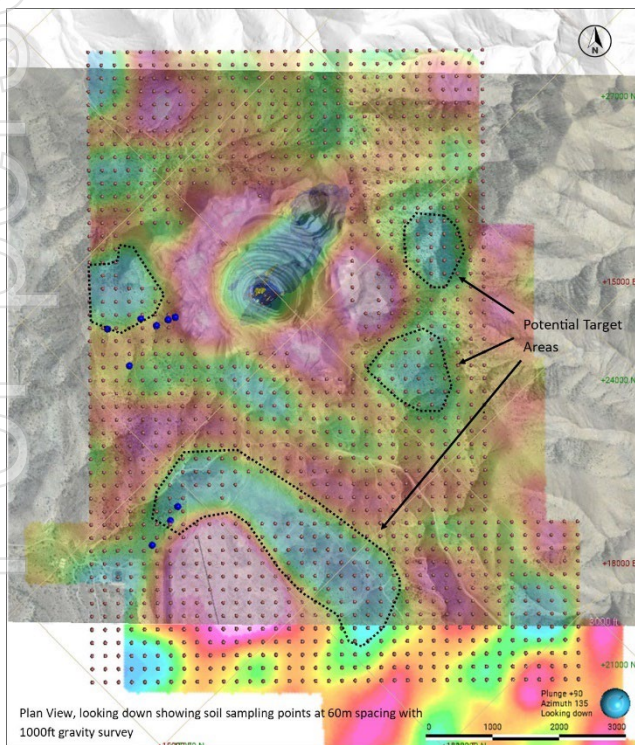 N
+27000 N
+15000 E
Potential Target
Areas
+24000 N
+18000 E
+21000 N
Plunge +90
Azimuth 135
Looking down
0 1000 2000 3000
Plan View, looking down showing soil sampling points at 60m spacing with
1000ft gravity survey